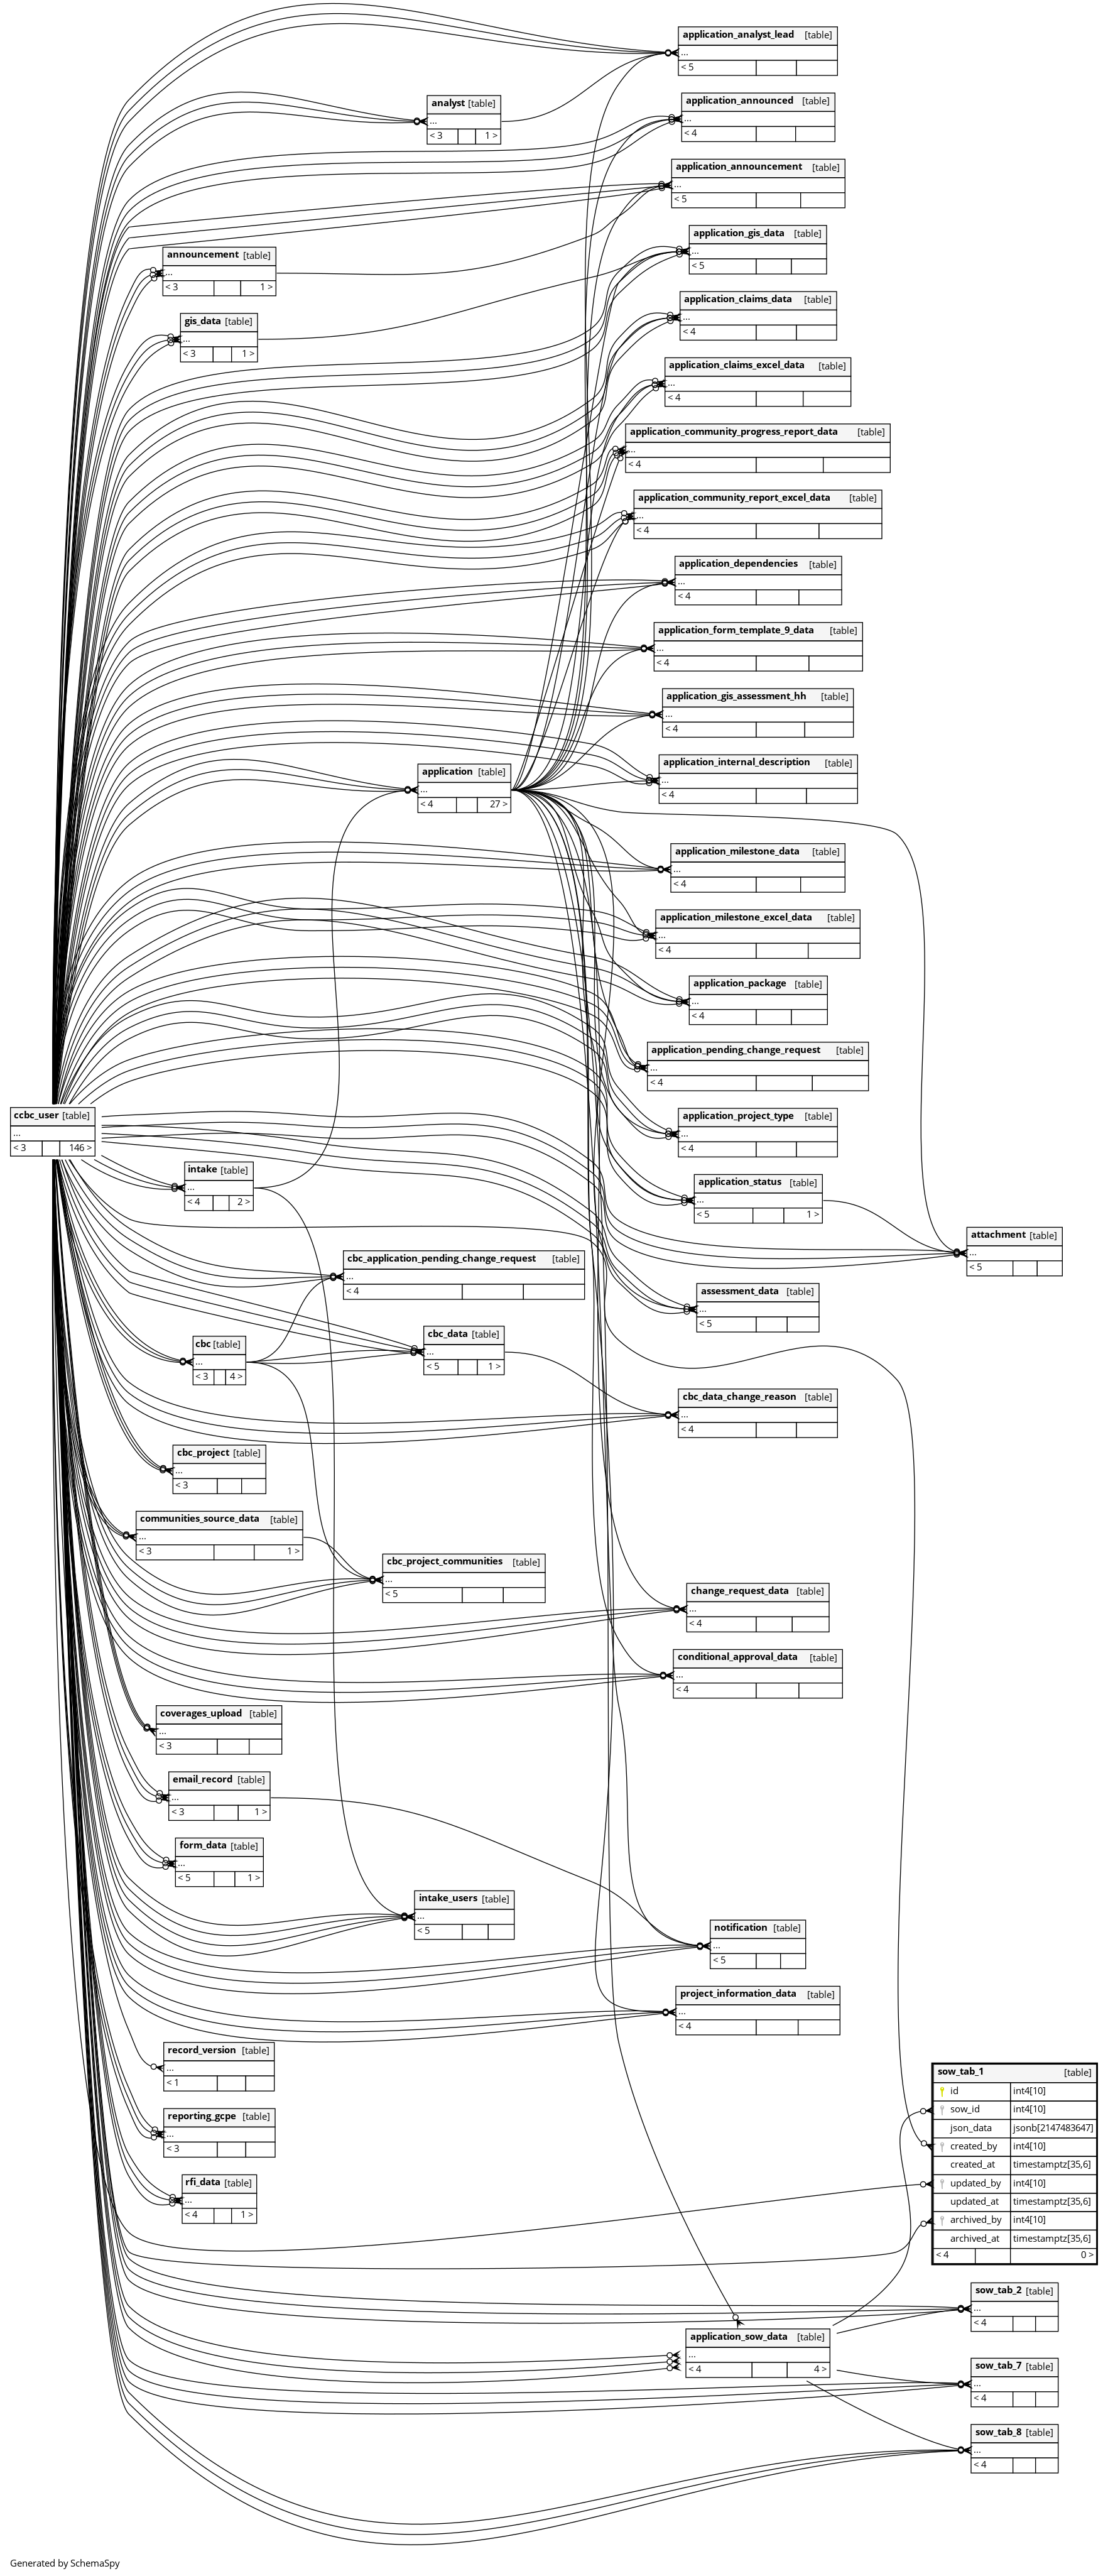 application_analyst_lead [table]
...
< 5
analyst [table]
...
< 3 1 >
application_announced [table]
...
< 4
application_announcement [table]
...
< 5
application_gis_data [table]
...
< 5
announcement [table]
...
< 3 1 >
application_claims_data [table]
...
< 4
gis_data [table]
...
< 3 1 >
application_claims_excel_data [table]
...
< 4
application_community_progress_report_data [table]
...
< 4
application_community_report_excel_data [table]
...
< 4
application_dependencies [table]
...
< 4
application_form_template_9_data [table]
...
< 4
application_gis_assessment_hh [table]
...
< 4
application_internal_description [table]
...
< 4
application [table]
...
< 4 27 >
application_milestone_data [table]
...
< 4
application_milestone_excel_data [table]
...
< 4
application_package [table]
...
< 4
application_pending_change_request [table]
...
< 4
ccbc_user [table]
...
< 3 146 >
application_project_type [table]
...
< 4
intake [table]
...
< 4 2 >
application_status [table]
...
< 5 1 >
attachment [table]
...
< 5
cbc_application_pending_change_request [table]
...
< 4
assessment_data [table]
...
< 5
cbc_data [table]
...
< 5 1 >
cbc [table]
...
< 3 4 >
cbc_data_change_reason [table]
...
< 4
cbc_project [table]
...
< 3
communities_source_data [table]
...
< 3 1 >
cbc_project_communities [table]
...
< 5
change_request_data [table]
...
< 4
conditional_approval_data [table]
...
< 4
coverages_upload [table]
...
< 3
email_record [table]
...
< 3 1 >
form_data [table]
...
< 5 1 >
intake_users [table]
...
< 5
notification [table]
...
< 5
project_information_data [table]
...
< 4
record_version [table]
...
< 1
sow_tab_1 [table]
id int4[10]
sow_id int4[10]
json_data jsonb[2147483647]
created_by int4[10]
created_at timestamptz[35,6]
updated_by int4[10]
updated_at timestamptz[35,6]
archived_by int4[10]
archived_at timestamptz[35,6]
< 4 0 >
reporting_gcpe [table]
...
< 3
rfi_data [table]
...
< 4 1 >
sow_tab_2 [table]
...
< 4
application_sow_data [table]
...
< 4 4 >
sow_tab_7 [table]
...
< 4
sow_tab_8 [table]
...
< 4
Generated by SchemaSpy